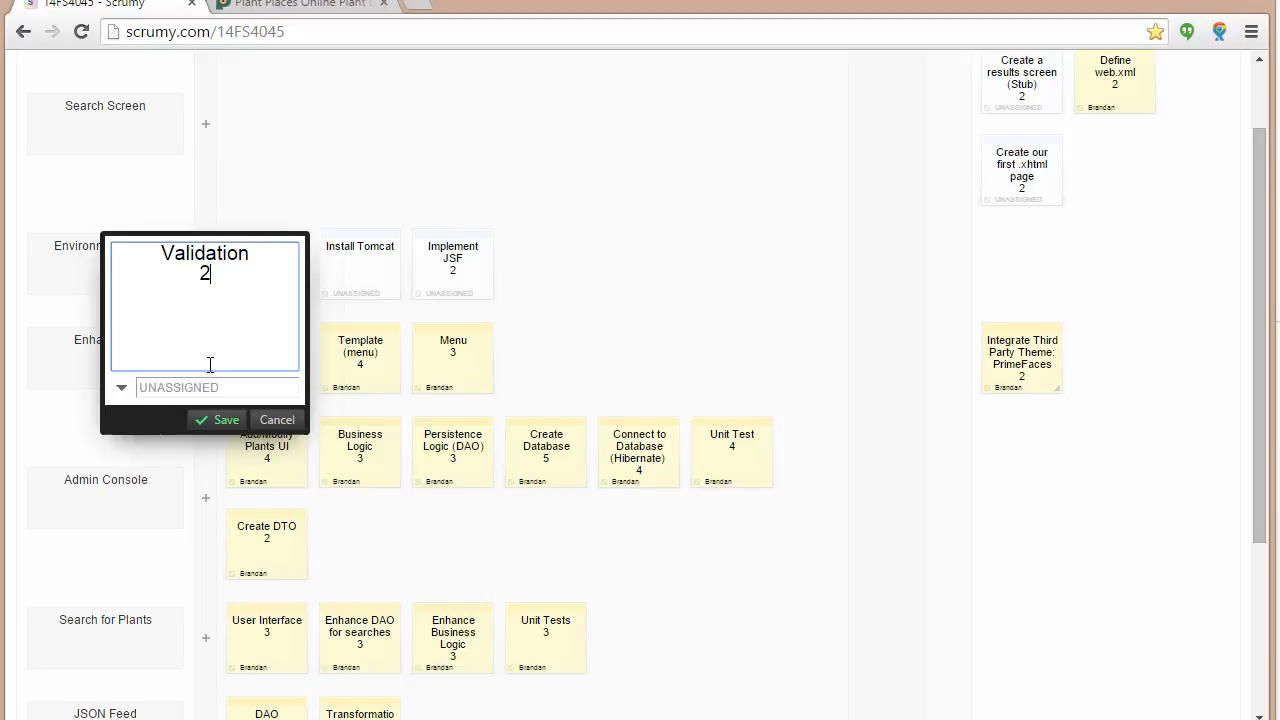 14FS4045 - Scrumy
Plant Places Online Plant
scrumy.com/14FS4045
Create a
results screen
(Stub)
2
UNASSIGNED
Define
web.xml
2
Brandan
Search Screen
+
Create our
first .xhtml
page
2
UNASSIGNED
Environm
Validation
2
UNASSIGNED
Save
Cancel
Install Tomcat
UNASSIGNED
Implement
JSF
2
UNASSIGNED
Enha
Template
(menu)
4
Brandan
Menu
3
Brandan
Integrate Third
Party Theme:
PrimeFaces
2
Brandan
Admin Console
+
Add/Modify
Plants UI
4
Brandan
Business
Logic
3
Brandan
Persistence
Logic (DAO)
3
Brandan
Create
Database
5
Brandan
Connect to
Database
(Hibernate)
4
Brandan
Unit Test
4
Brandan
Create DTO
2
Brandan
Search for Plants
+
User Interface
3
Brandan
Enhance DAO
for searches
3
Brandan
Enhance
Business
Logic
3
Brandan
Unit Tests
3
Brandan
JSON Feed
DAO
Transformatio